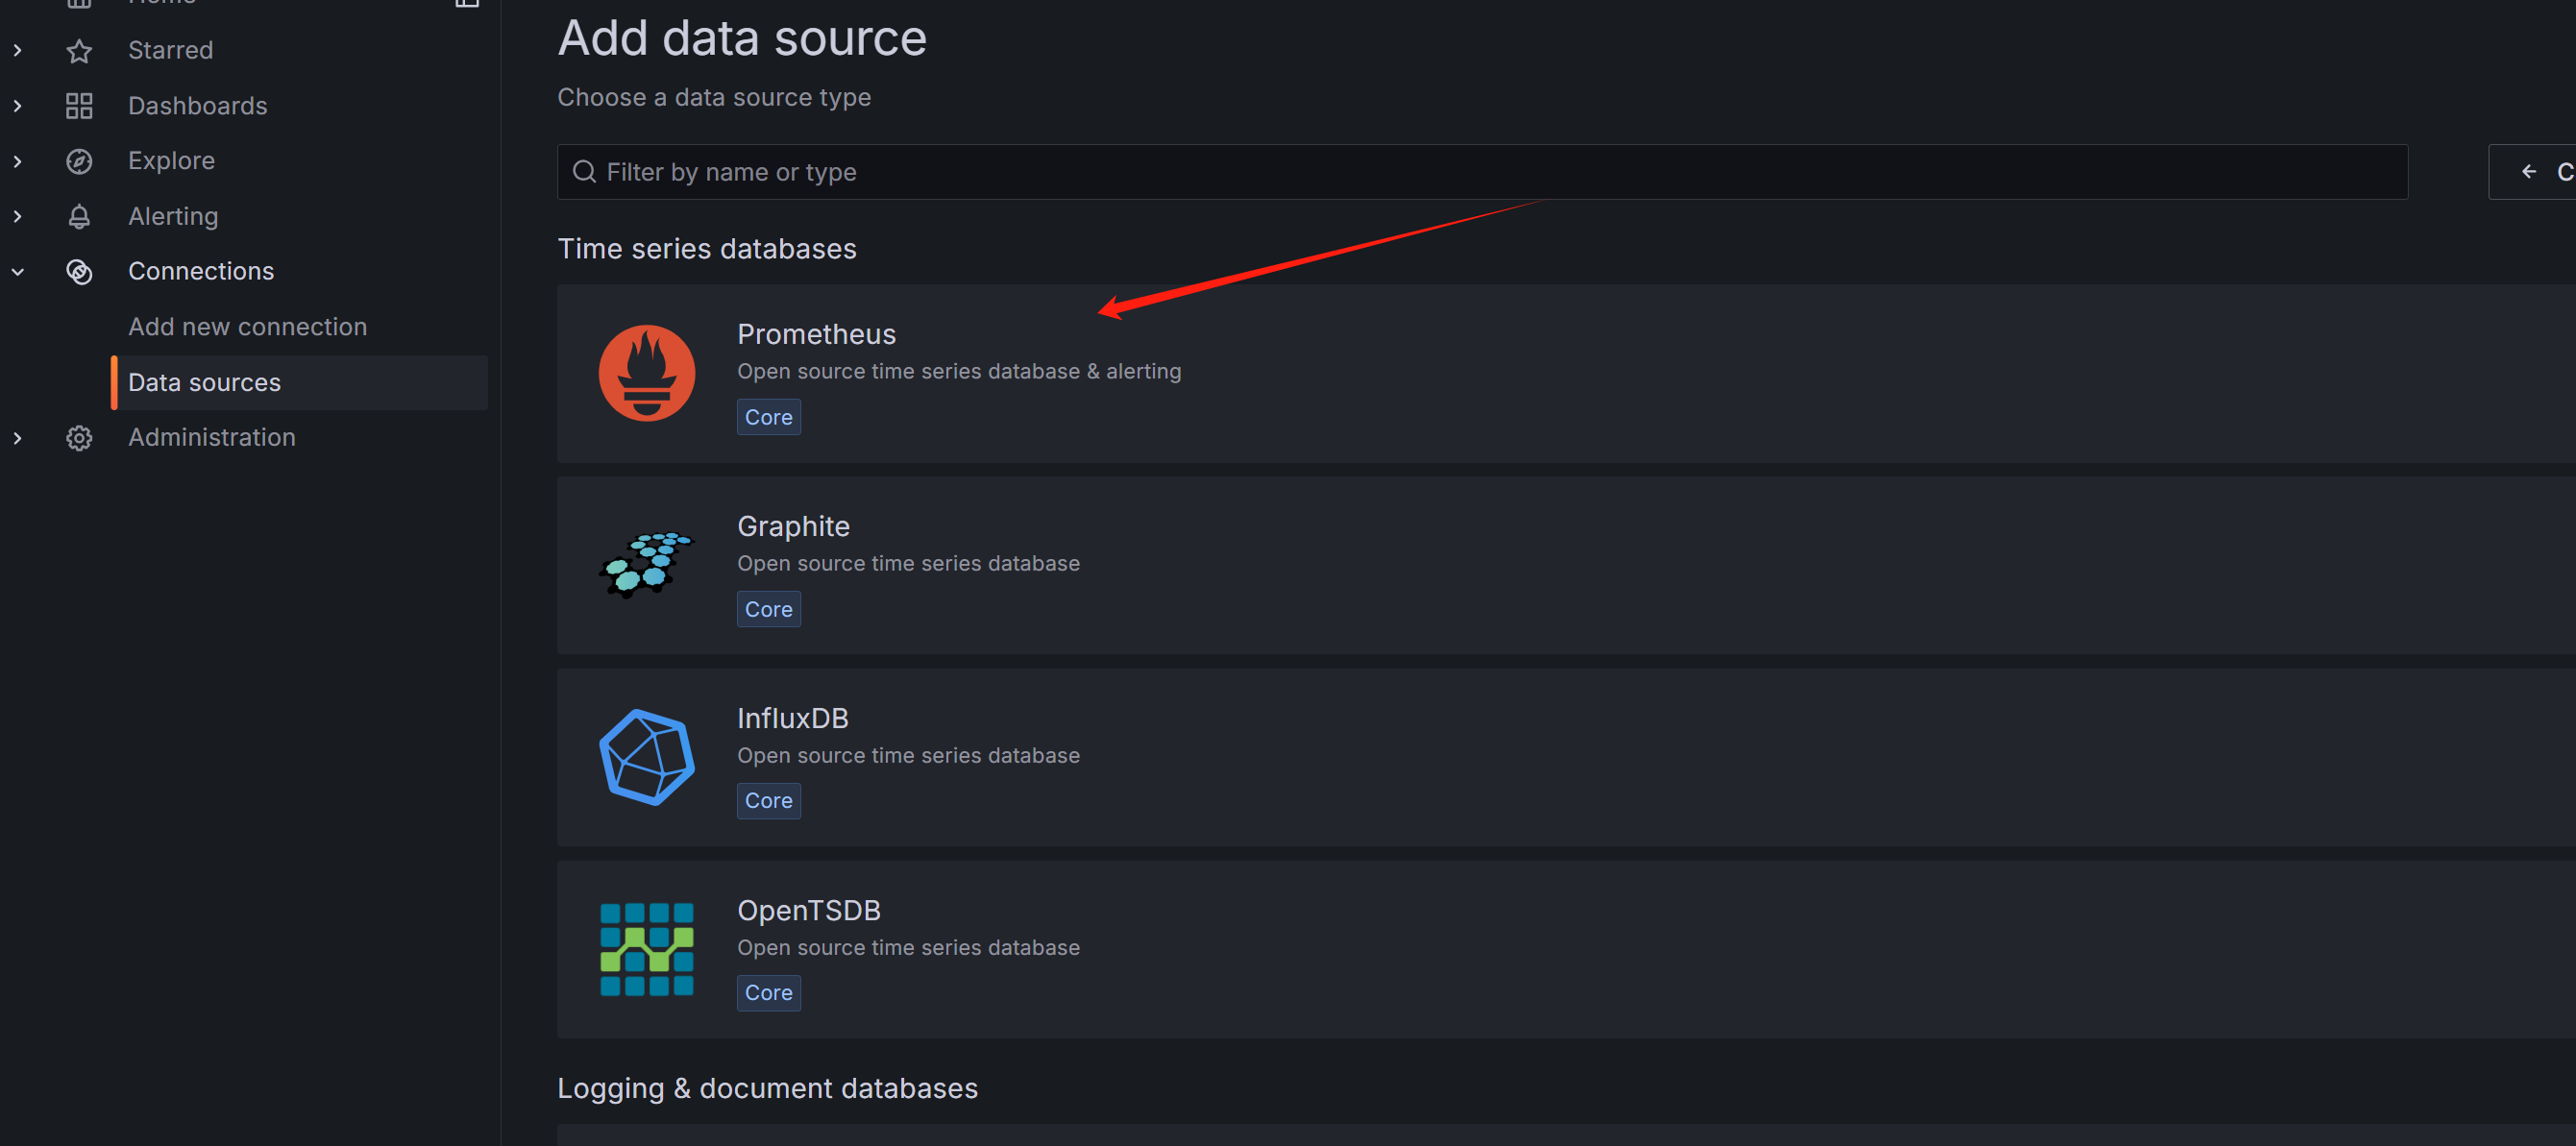 Home
Starred
Dashboards
Explore
Alerting
Connections
Add new connection
Data sources
Administration
Add data source
Choose a data source type
Filter by name or type
Time series databases
Prometheus
Open source time series database & alerting
Core
Graphite
Open source time series database
Core
InfluxDB
Open source time series database
Core
OpenTSDB
Open source time series database
Core
Logging & document databases